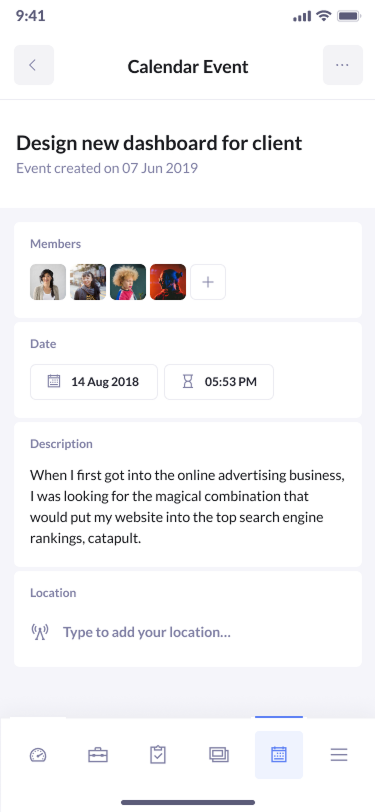 9:41
Calendar Event
Design new dashboard for client
Event created on 07 Jun 2019
Members
Date
14 Aug 2018 05:53 PM
Description
When I first got into the online advertising business,
I was looking for the magical combination that
would put my website into the top search engine
rankings, catapult.
Location
Type to add your location...